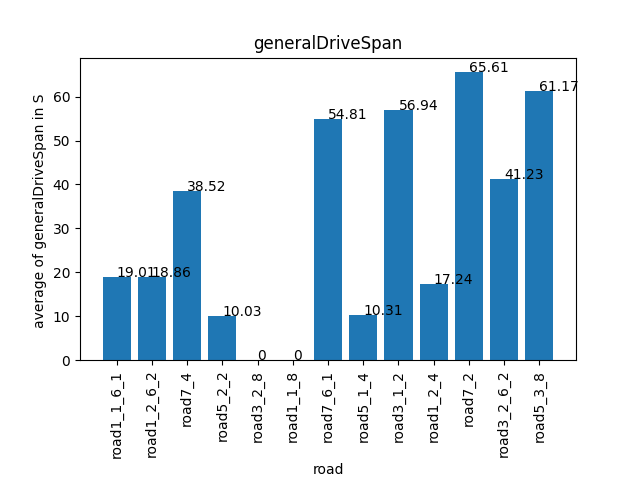 generalDriveSpan
average of generalDriveSpan in S
60
50
40
30
20
10
0
19.01
18.86
38.52
10.03
0
0
54.81
10.31
56.94
17.24
65.61
41.23
61.17
road1_1_6_1
road1_2_6_2
road7_4
road5_2_2
road3_2_8
road1_1_8
road7_6_1
road5_1_4
road3_1_2
road1_2_4
road7_2
road3_2_6_2
road5_3_8
road